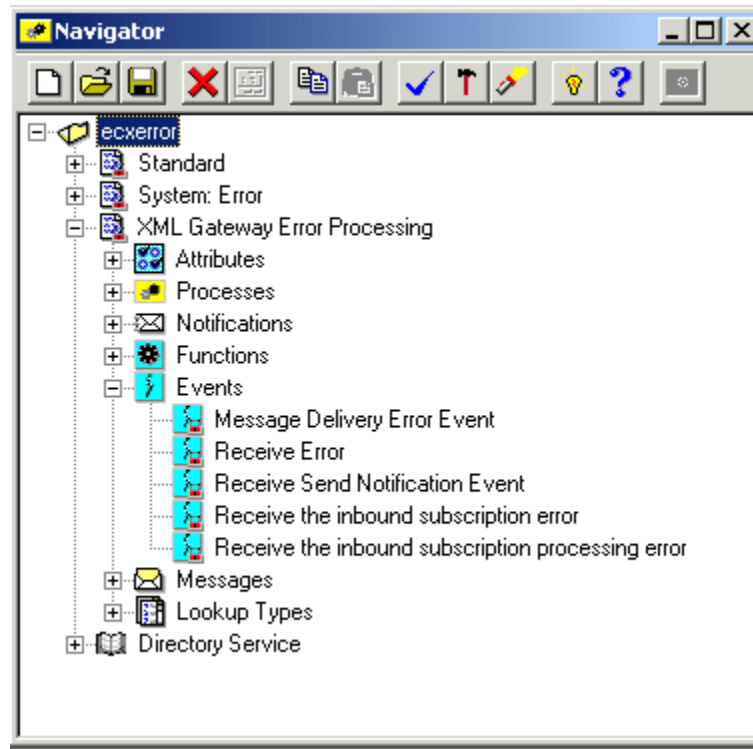 Navigator
ecxerror
Standard
System: Error
XML Gateway Error Processing
Attributes
Processes
Notifications
Functions
Events
Message Delivery Error Event
Receive Error
Receive Send Notification Event
Receive the inbound subscription error
Receive the inbound subscription processing error
Messages
Lookup Types
Directory Service